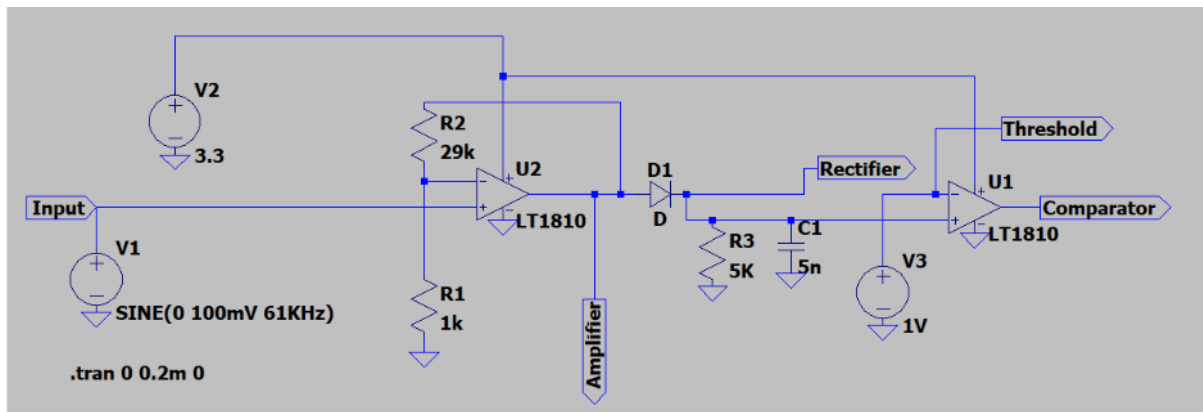 V2
3.3
R2
29k
U2
LT1810
Input
V1
SINE(0 100mV 61KHz)
R1
1k
.tran 0 0.2m 0
Amplifier
D1
D
Rectifier
R3
5K
C1
5n
Threshold
U1
LT1810
Comparator
V3
1V